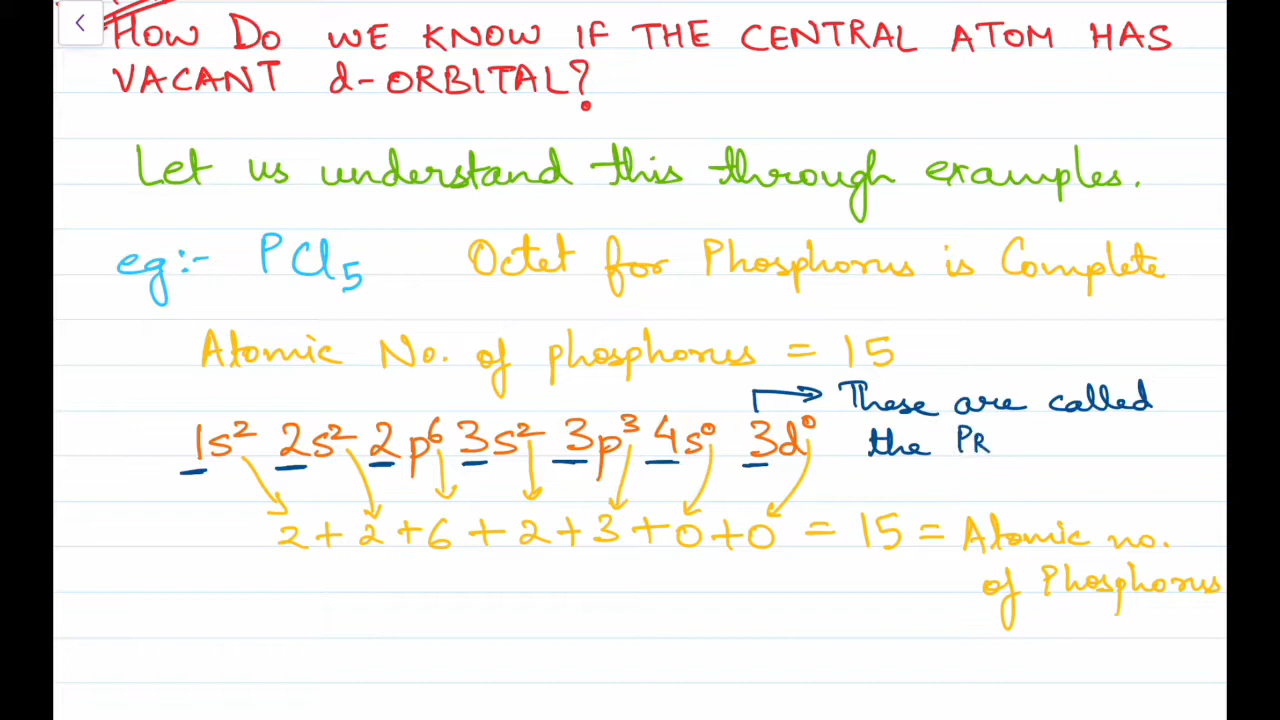 HOW DO WE KNOW IF THE CENTRAL ATOM HAS
VACANT d-ORBITAL?
Let us understand this through examples.
eg:- PCl₅ Octet for Phosphorus is Complete
Atomic No. of phosphorus = 15
These are called
the PR
1s² 2s² 2p⁶ 3s² 3p³ 4s⁰ 3d⁰
2+2+6+2+3+0+0 = 15 = Atomic no.
of Phosphorus